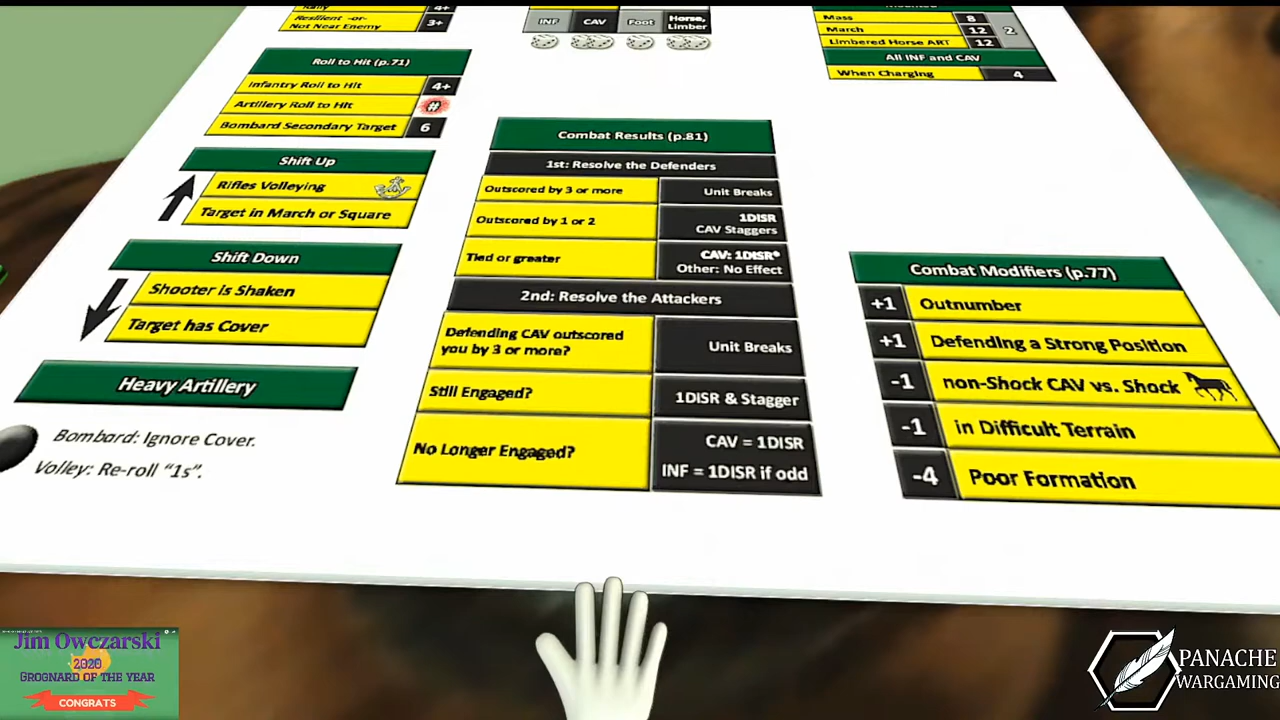 Rally 4+
Resilient -or-
Not Near Enemy 3+
Roll to Hit (p.71)
Infantry Roll to Hit 4+
Artillery Roll to Hit #
Bombard Secondary Target 6
Shift Up
Rifles Volleying
Target in March or Square
Shift Down
Shooter is Shaken
Target has Cover
Heavy Artillery
Bombard: Ignore Cover.
Volley: Re-roll "1s".
INF CAV Foot Horse,
Limber
Combat Results (p.81)
1st: Resolve the Defenders
Outscored by 3 or more Unit Breaks
Outscored by 1 or 2 1DISR
CAV Staggers
Tied or greater CAV: 1DISR*
Other: No Effect
2nd: Resolve the Attackers
Defending CAV outscored
you by 3 or more? Unit Breaks
Still Engaged? 1DISR & Stagger
No Longer Engaged? CAV = 1DISR
INF = 1DISR if odd
Mass 8
March 12 2
Limbered Horse ART 12
All INF and CAV
When Charging 4
Combat Modifiers (p.77)
+1 Outnumber
+1 Defending a Strong Position
-1 non-Shock CAV vs. Shock
-1 in Difficult Terrain
-4 Poor Formation
Jim Owczarski
2020
GROGNARD OF THE YEAR
CONGRATS
PANACHE
WARGAMING